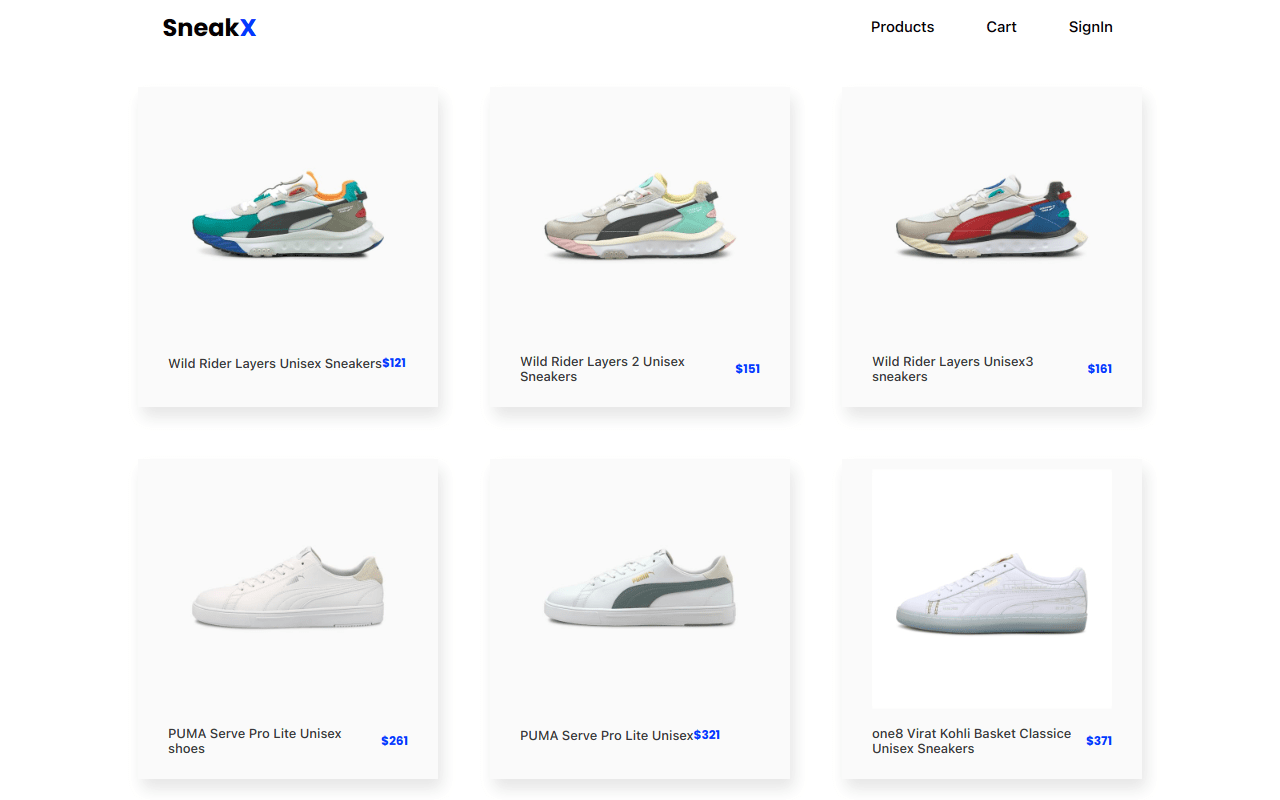 SneakX
Products Cart SignIn
Wild Rider Layers Unisex Sneakers $121
Wild Rider Layers 2 Unisex
Sneakers
$151
Wild Rider Layers Unisex3
sneakers
$161
PUMA Serve Pro Lite Unisex
shoes
$261
PUMA Serve Pro Lite Unisex $321
one8 Virat Kohli Basket Classice
Unisex Sneakers
$371